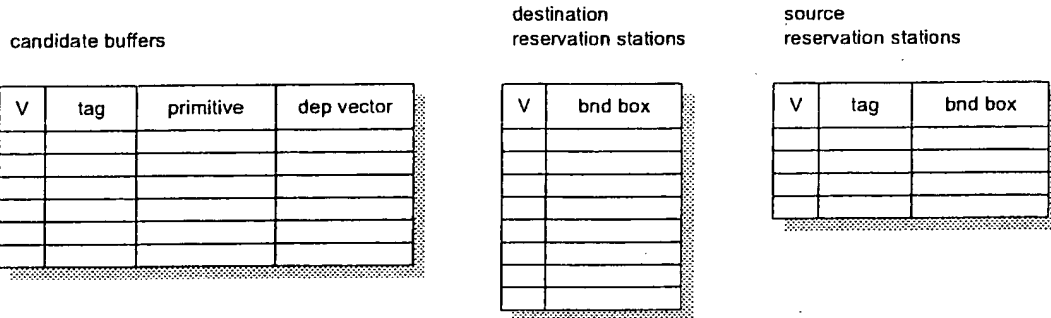 candidate buffers
V tag primitive dep vector
destination
reservation stations
V bnd box
source
reservation stations
V tag bnd box